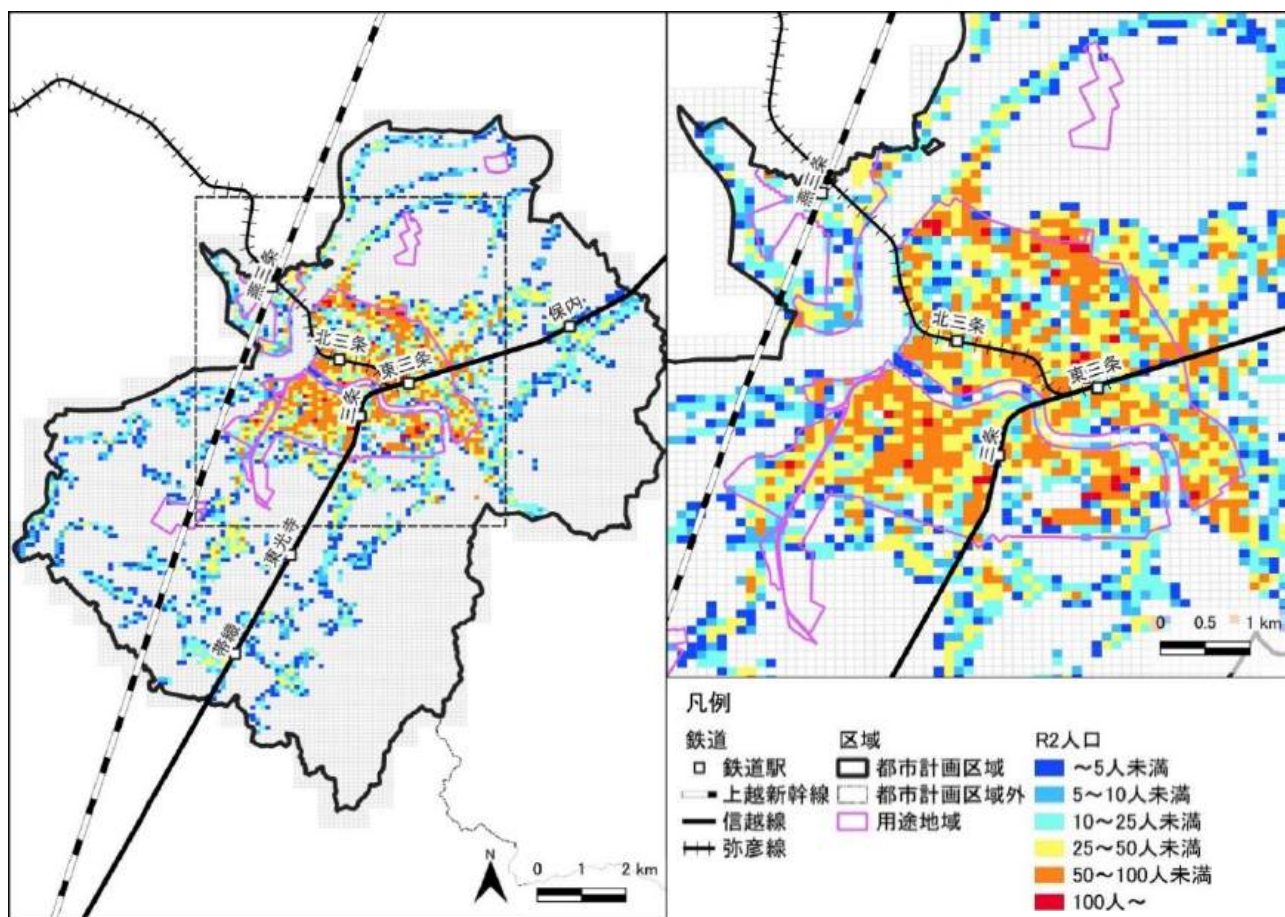 燕三条
北三条
東三条
保内
三条
東光寺
帯織
N
0 1 2 km
燕三条
北三条
東三条
三条
0 0.5 1 km
凡例
鉄道
鉄道駅
上越新幹線
信越線
弥彦線
区域
都市計画区域
都市計画区域外
用途地域
R2人口
～5人未満
5～10人未満
10～25人未満
25～50人未満
50～100人未満
100人～